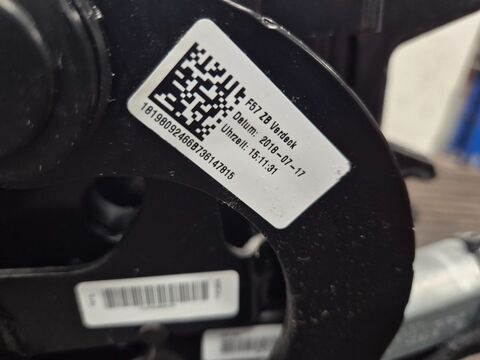 F57 ZB Verdeck
Datum: 2018-07-17
Uhrzeit: 15:11:31
18198092466B736147815